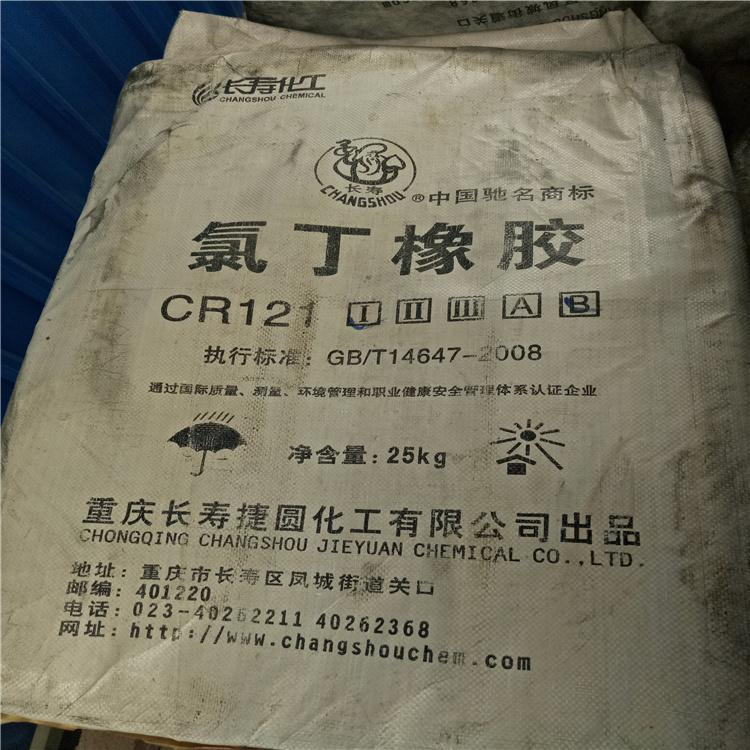 街道关口
长寿化工
CHANGSHOU CHEMICAL
长寿
CHANGSHOU
®中国驰名商标
氯丁橡胶
CR121 I II III A B
执行标准：GB/T14647-2008
通过国际质量、测量、环境管理和职业健康安全管理体系认证企业
净含量：25kg
重庆长寿捷圆化工有限公司出品
CHONGQING CHANGSHOU JIEYUAN CHEMICAL CO.,LTD.
地址：重庆市长寿区凤城街道关口
邮编：401220
电话：023-40262211 40262368
网址：http://www.changshouchem.com